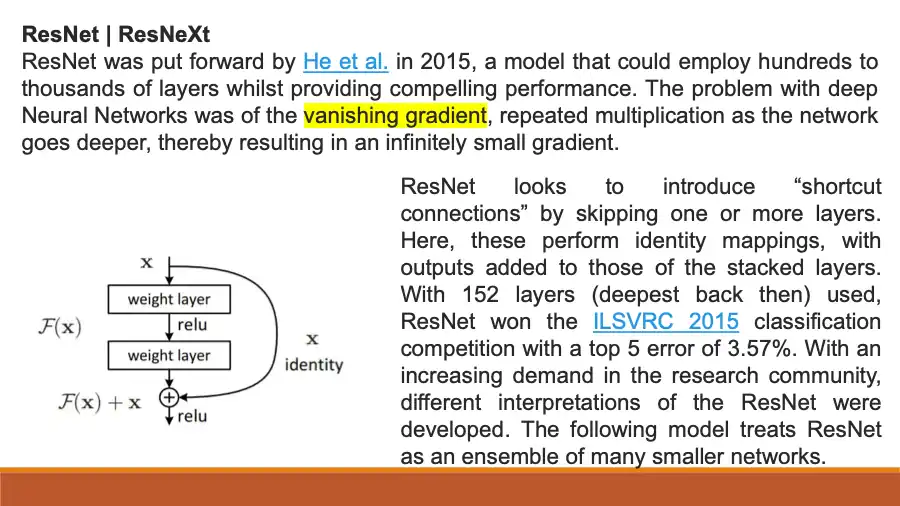 ResNet | ResNeXt
ResNet was put forward by He et al. in 2015, a model that could employ hundreds to
thousands of layers whilst providing compelling performance. The problem with deep
Neural Networks was of the vanishing gradient, repeated multiplication as the network
goes deeper, thereby resulting in an infinitely small gradient.
ResNet looks to introduce “shortcut
connections” by skipping one or more layers.
Here, these perform identity mappings, with
outputs added to those of the stacked layers.
With 152 layers (deepest back then) used,
ResNet won the ILSVRC 2015 classification
competition with a top 5 error of 3.57%. With an
increasing demand in the research community,
different interpretations of the ResNet were
developed. The following model treats ResNet
as an ensemble of many smaller networks.
x
weight layer
F(x)
relu
weight layer
x
identity
F(x) + x
relu